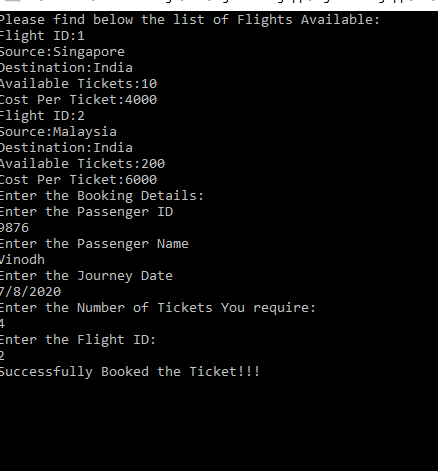 Please find below the list of Flights Available:
Flight ID:1
Source:Singapore
Destination:India
Available Tickets:10
Cost Per Ticket:4000
Flight ID:2
Source:Malaysia
Destination:India
Available Tickets:200
Cost Per Ticket:6000
Enter the Booking Details:
Enter the Passenger ID
9876
Enter the Passenger Name
Vinodh
Enter the Journey Date
7/8/2020
Enter the Number of Tickets You require:
4
Enter the Flight ID:
2
Successfully Booked the Ticket!!!